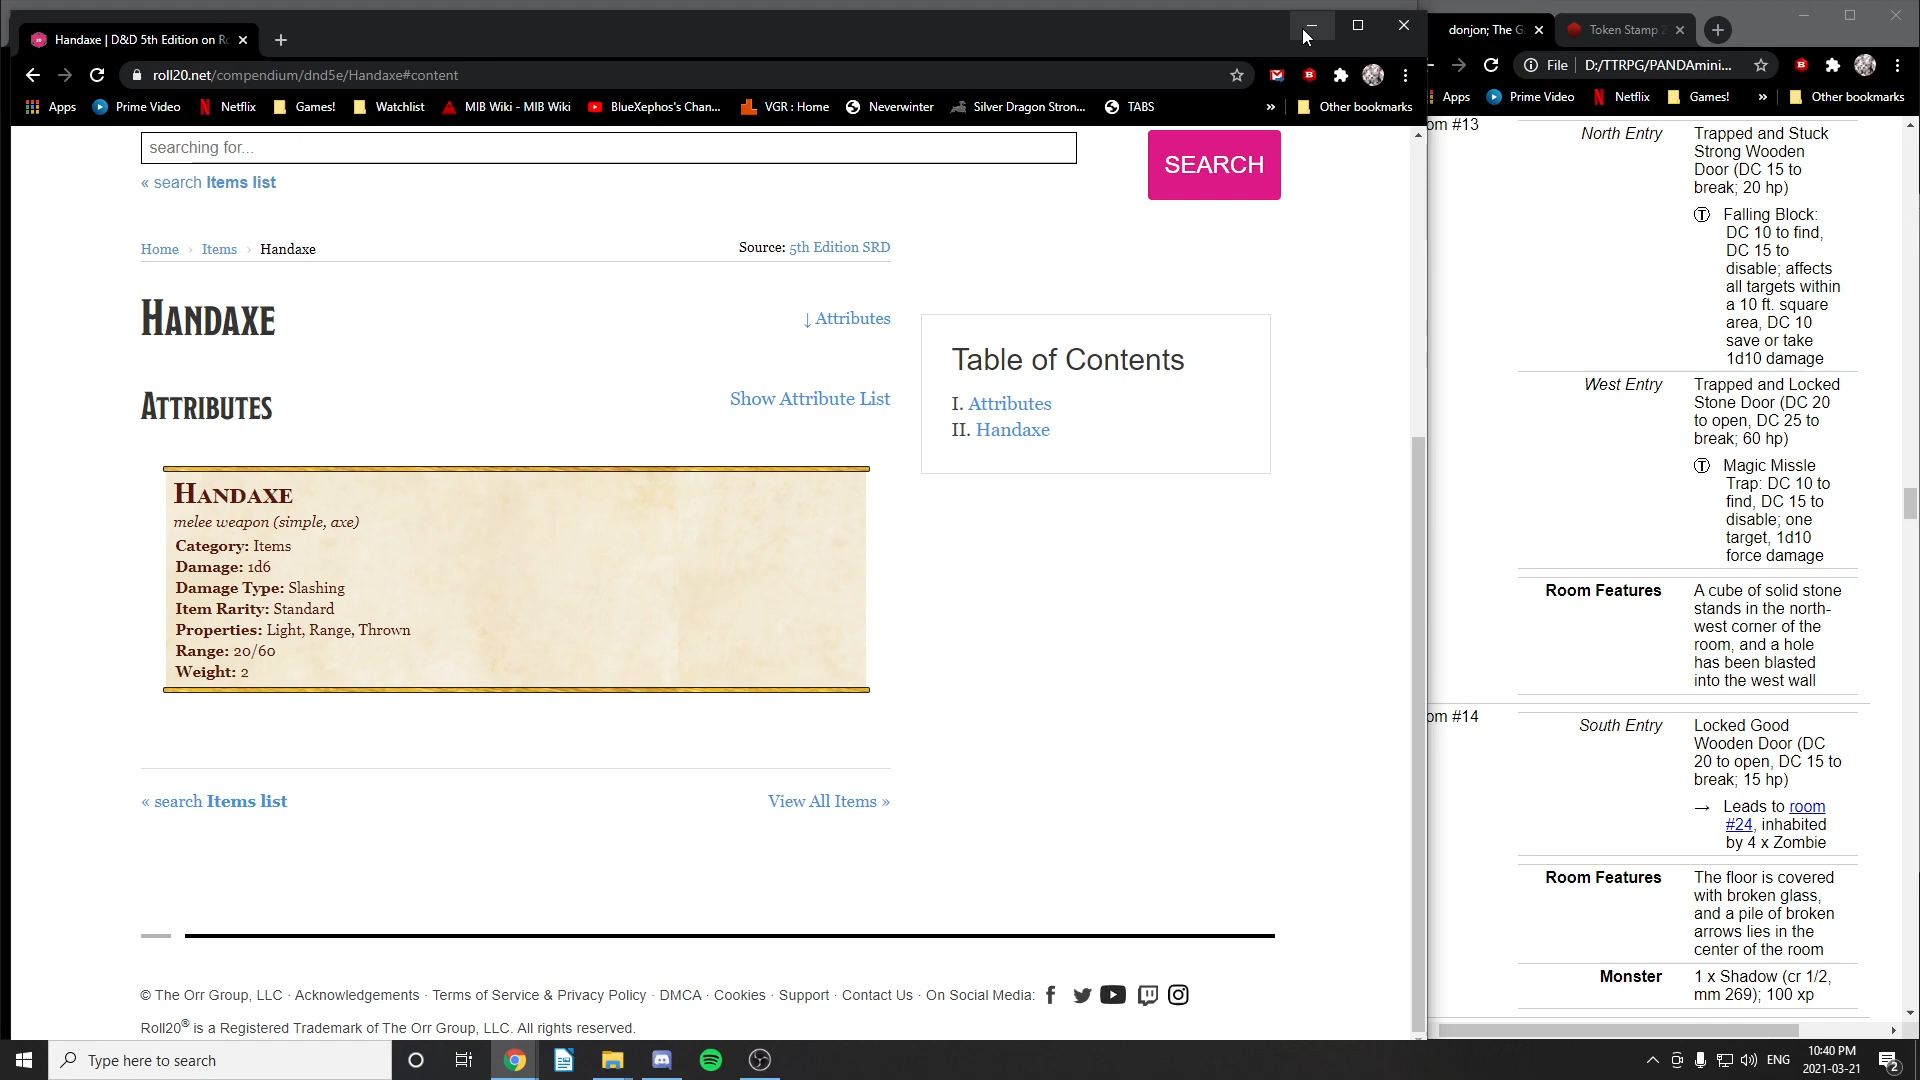 Handaxe | D&D 5th Edition on Ro
roll20.net/compendium/dnd5e/Handaxe#content
Apps
Prime Video
Netflix
Games!
Watchlist
MIB Wiki - MIB Wiki
BlueXephos's Chan...
VGR : Home
Neverwinter
Silver Dragon Stron...
TABS
»
Other bookmarks
searching for...
SEARCH
« search Items list
Home › Items › Handaxe
Source: 5th Edition SRD
HANDAXE
↓ Attributes
ATTRIBUTES
Show Attribute List
Table of Contents
I. Attributes
II. Handaxe
HANDAXE
melee weapon (simple, axe)
Category: Items
Damage: 1d6
Damage Type: Slashing
Item Rarity: Standard
Properties: Light, Range, Thrown
Range: 20/60
Weight: 2
« search Items list
View All Items »
© The Orr Group, LLC · Acknowledgements · Terms of Service & Privacy Policy · DMCA · Cookies · Support · Contact Us · On Social Media:
Roll20® is a Registered Trademark of The Orr Group, LLC. All rights reserved.
donjon; The G
Token Stamp 2
File | D:/TTRPG/PANDAmini...
Apps
Prime Video
Netflix
Games!
»
Other bookmarks
om #13
North Entry
Trapped and Stuck
Strong Wooden
Door (DC 15 to
break; 20 hp)
Ⓣ Falling Block:
DC 10 to find,
DC 15 to
disable; affects
all targets within
a 10 ft. square
area, DC 10
save or take
1d10 damage
West Entry
Trapped and Locked
Stone Door (DC 20
to open, DC 25 to
break; 60 hp)
Ⓣ Magic Missle
Trap: DC 10 to
find, DC 15 to
disable; one
target, 1d10
force damage
Room Features
A cube of solid stone
stands in the north-
west corner of the
room, and a hole
has been blasted
into the west wall
om #14
South Entry
Locked Good
Wooden Door (DC
20 to open, DC 15 to
break; 15 hp)
→ Leads to room
#24, inhabited
by 4 x Zombie
Room Features
The floor is covered
with broken glass,
and a pile of broken
arrows lies in the
center of the room
Monster
1 x Shadow (cr 1/2,
mm 269); 100 xp
Type here to search
ENG
10:40 PM
2021-03-21
2